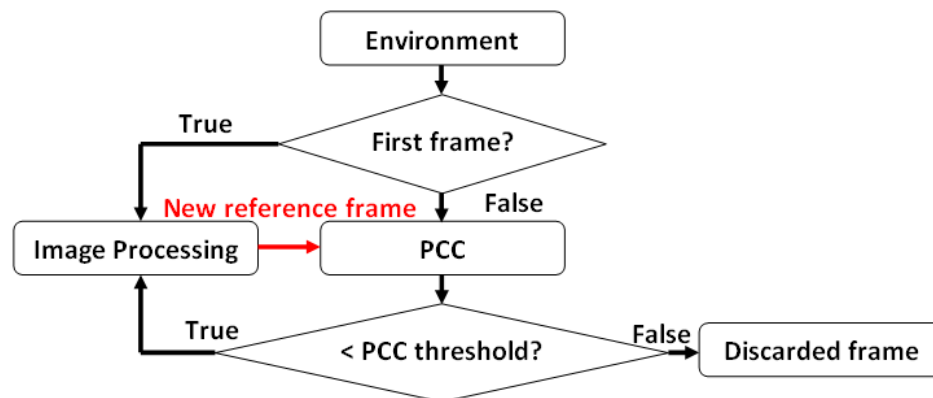 Environment
True
First frame?
New reference frame
False
Image Processing
PCC
True
< PCC threshold?
False
Discarded frame